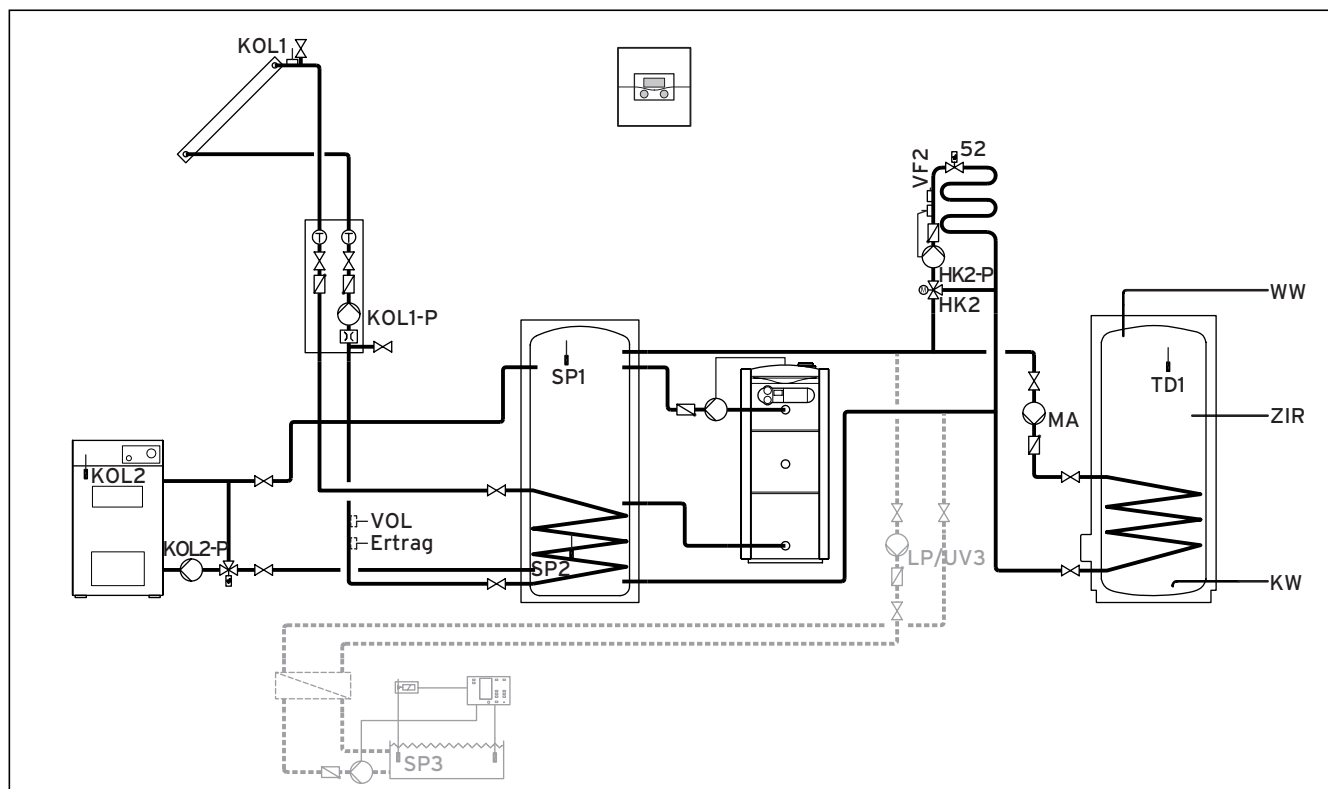 KOL1
52
VF2
HK2-P
WW
HK2
KOL1-P
SP1
TD1
MA
ZIR
KOL2
VOL
Ertrag
KOL2-P
LP/UV3
SP2
KW
SP3